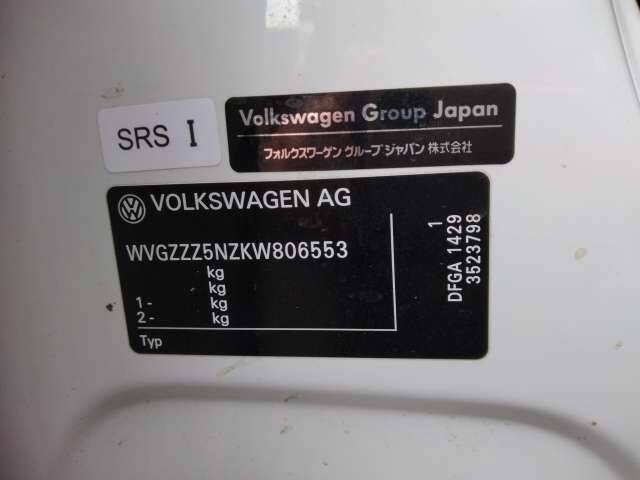 SRS I
Volkswagen Group Japan
フォルクスワーゲン グループ ジャパン 株式会社
VOLKSWAGEN AG
WVGZZZ5NZKW806553
kg
kg
1- kg
2- kg
Typ
1
DFGA 1429
3523798